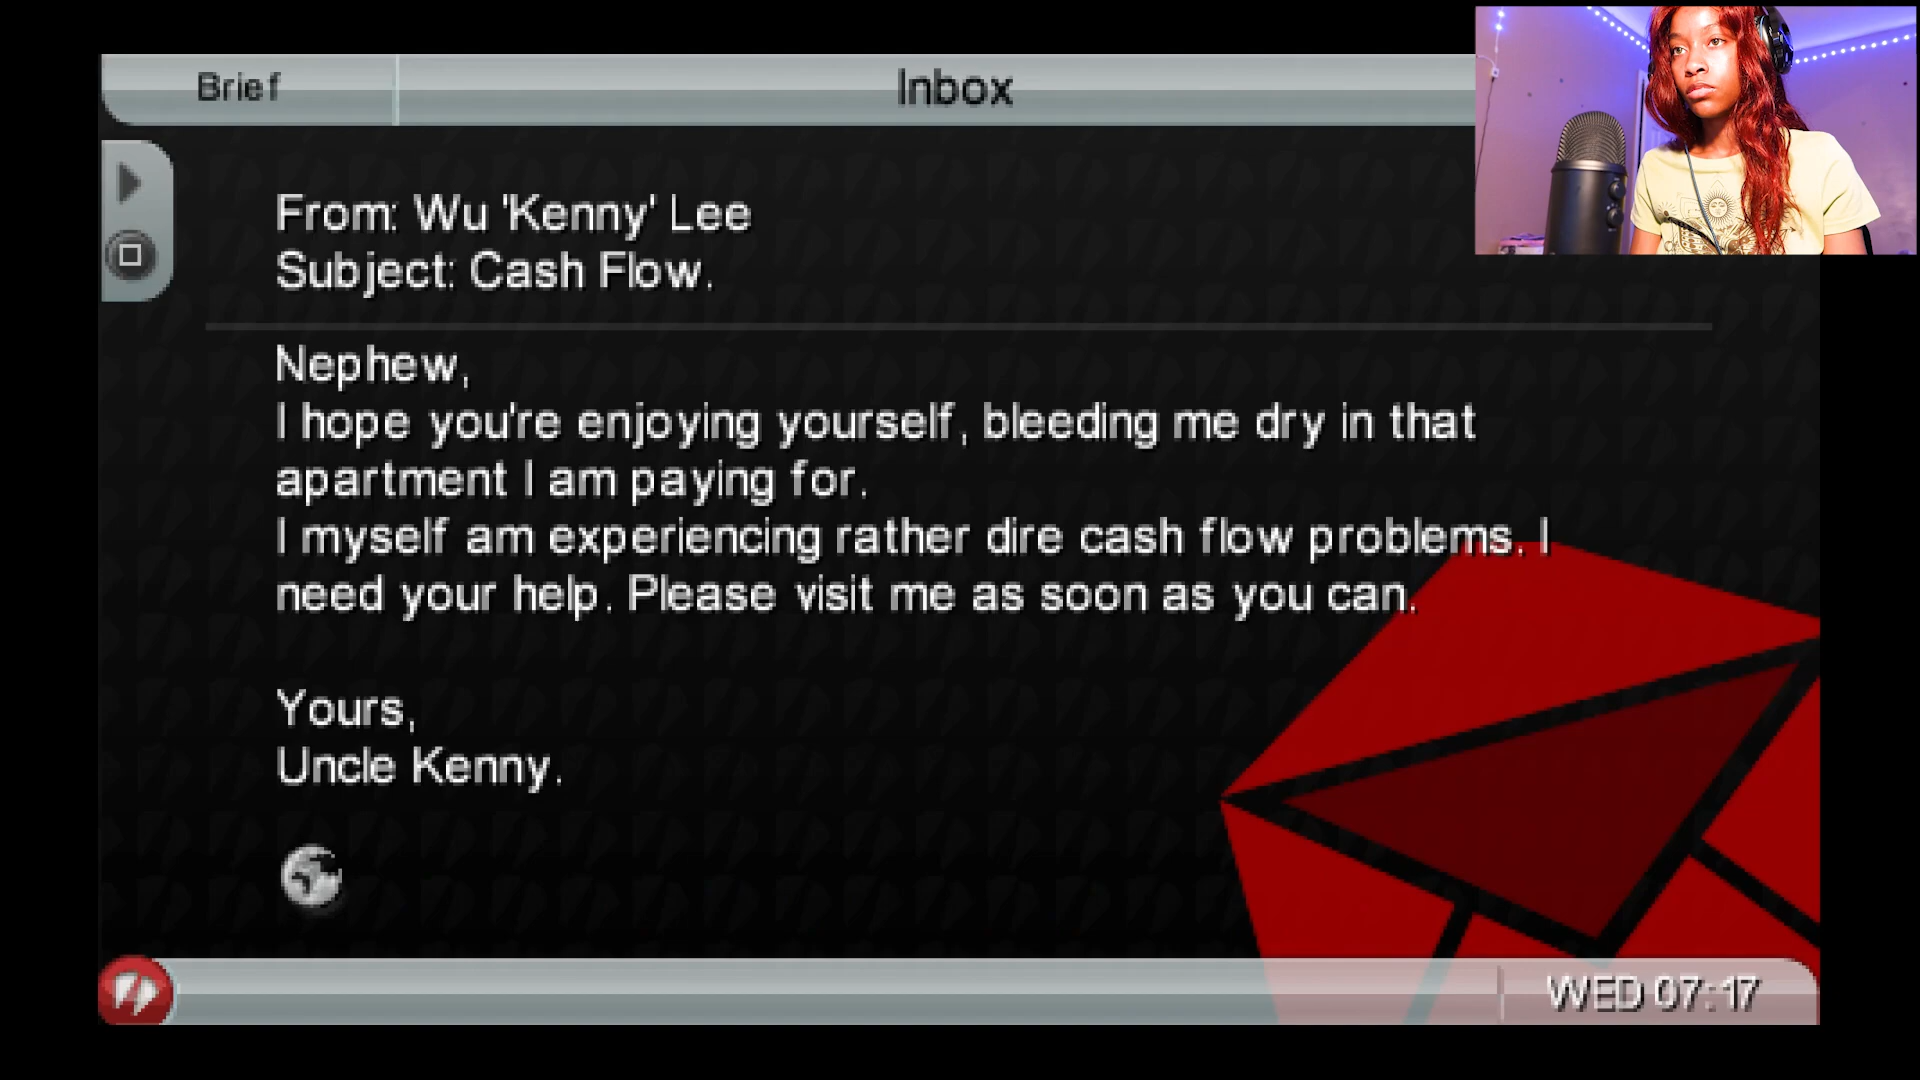 Brief
Inbox
From: Wu 'Kenny' Lee
Subject: Cash Flow.
Nephew,
I hope you're enjoying yourself, bleeding me dry in that
apartment I am paying for.
I myself am experiencing rather dire cash flow problems. I
need your help. Please visit me as soon as you can.
Yours,
Uncle Kenny.
WED 07:17